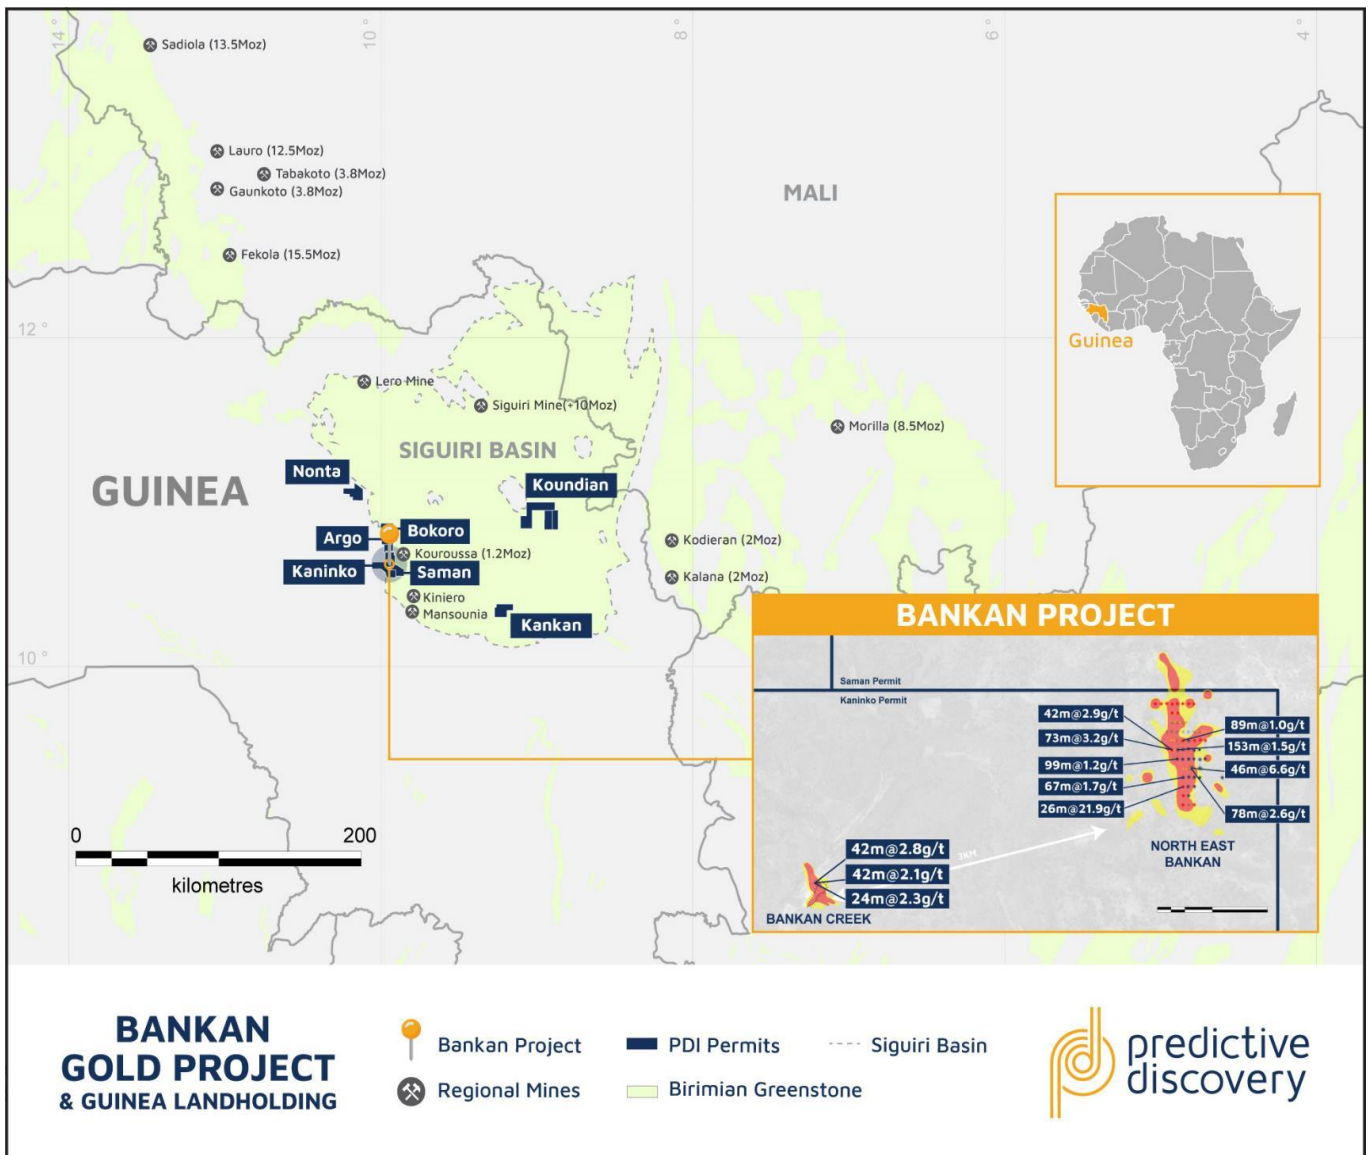 14°
10°
8°
6°
4°
Sadiola (13.5Moz)
Lauro (12.5Moz)
Tabakoto (3.8Moz)
Gaunkoto (3.8Moz)
Fekola (15.5Moz)
MALI
Guinea
12°
Lero Mine
Siguiri Mine(+10Moz)
Morilla (8.5Moz)
SIGUIRI BASIN
GUINEA
Nonta
Koundian
Argo
Bokoro
Kouroussa (1.2Moz)
Kodieran (2Moz)
Kaninko
Saman
Kalana (2Moz)
Kiniero
Mansounia
Kankan
10°
BANKAN PROJECT
Saman Permit
Kaninko Permit
42m@2.9g/t
73m@3.2g/t
99m@1.2g/t
67m@1.7g/t
26m@21.9g/t
89m@1.0g/t
153m@1.5g/t
46m@6.6g/t
78m@2.6g/t
NORTH EAST
BANKAN
3KM
42m@2.8g/t
42m@2.1g/t
24m@2.3g/t
BANKAN CREEK
0
200
kilometres
BANKAN
GOLD PROJECT
& GUINEA LANDHOLDING
Bankan Project
PDI Permits
Siguiri Basin
Regional Mines
Birimian Greenstone
predictive
discovery